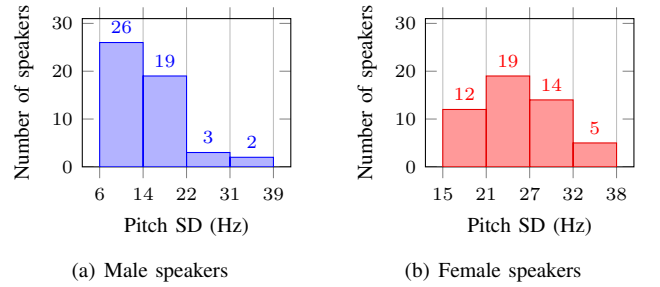 Number of speakers
30
20
10
0
26
19
3
2
6 14 22 31 39
Pitch SD (Hz)
(a) Male speakers
Number of speakers
30
20
10
0
12
19
14
5
15 21 27 32 38
Pitch SD (Hz)
(b) Female speakers